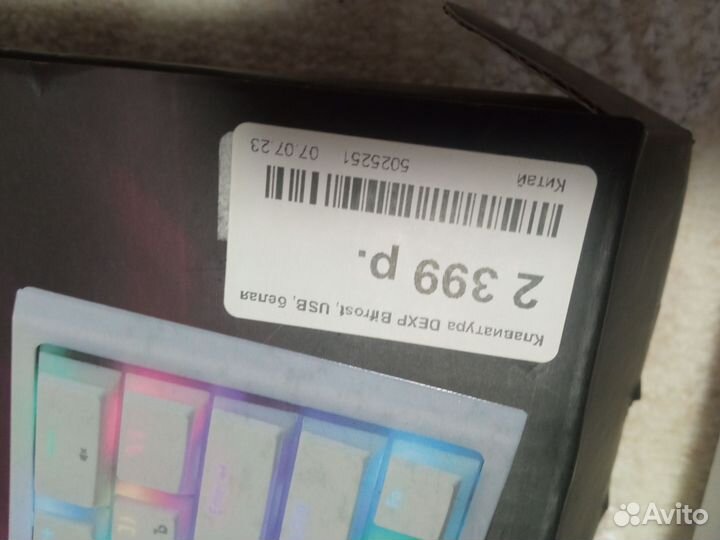 Клавиатура DEXP Bifrost, USB, белая
2 399 р.
Китай 5025251 07.07.23
Avito